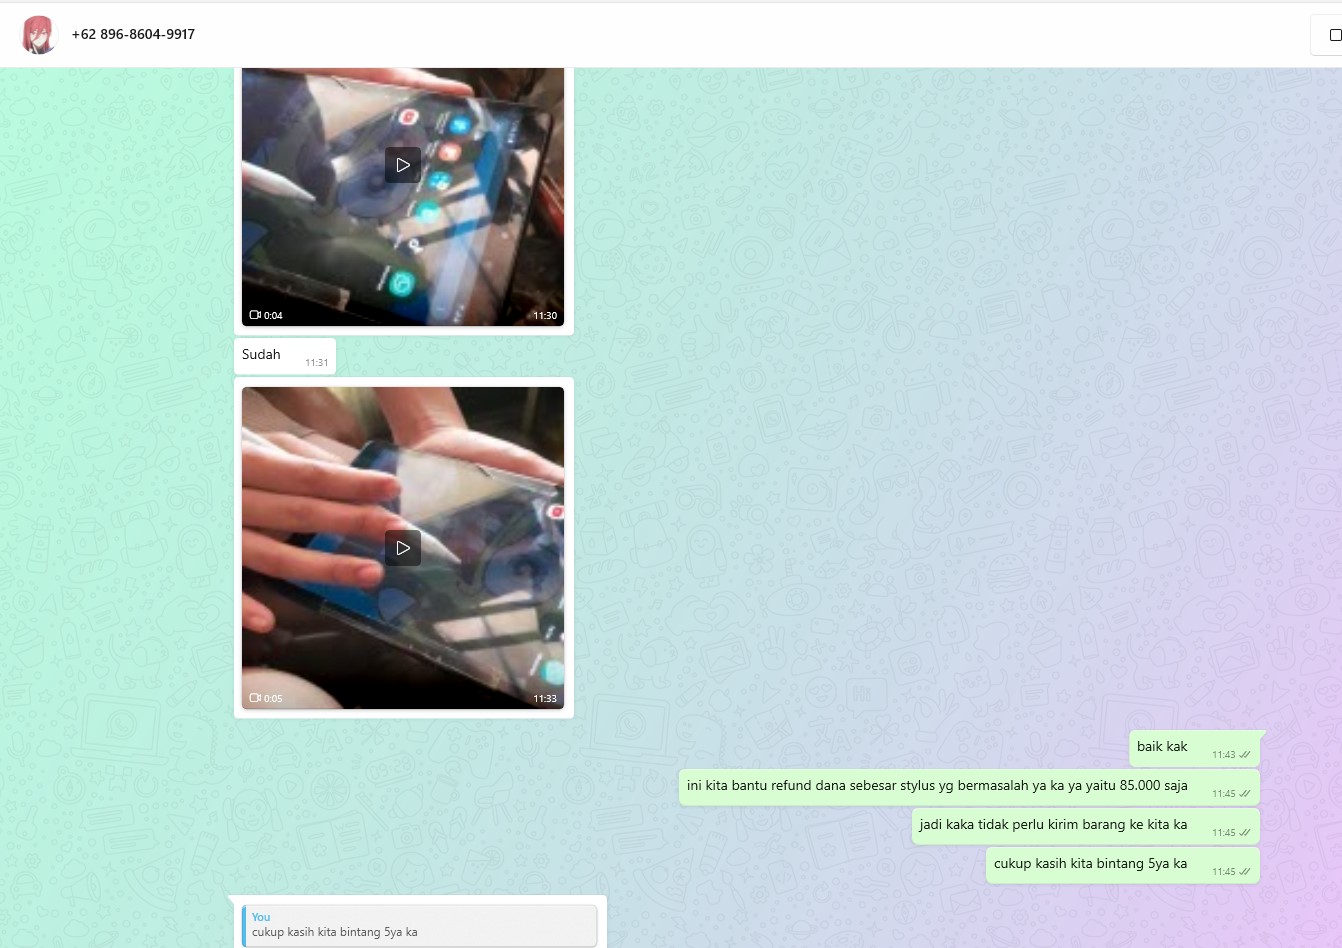 +62 896-8604-9917
0:04
11:30
Sudah
11:31
0:05
11:33
baik kak
11:43
ini kita bantu refund dana sebesar stylus yg bermasalah ya ka ya yaitu 85.000 saja
11:45
jadi kaka tidak perlu kirim barang ke kita ka
11:45
cukup kasih kita bintang 5ya ka
11:45
You
cukup kasih kita bintang 5ya ka